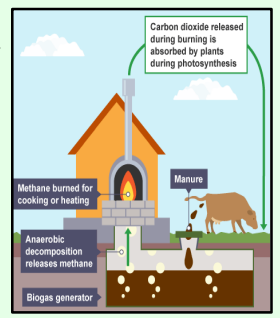 Carbon dioxide released
during burning is
absorbed by plants
during photosynthesis
Methane burned for
cooking or heating
Manure
Anaerobic
decomposition
releases methane
Biogas generator